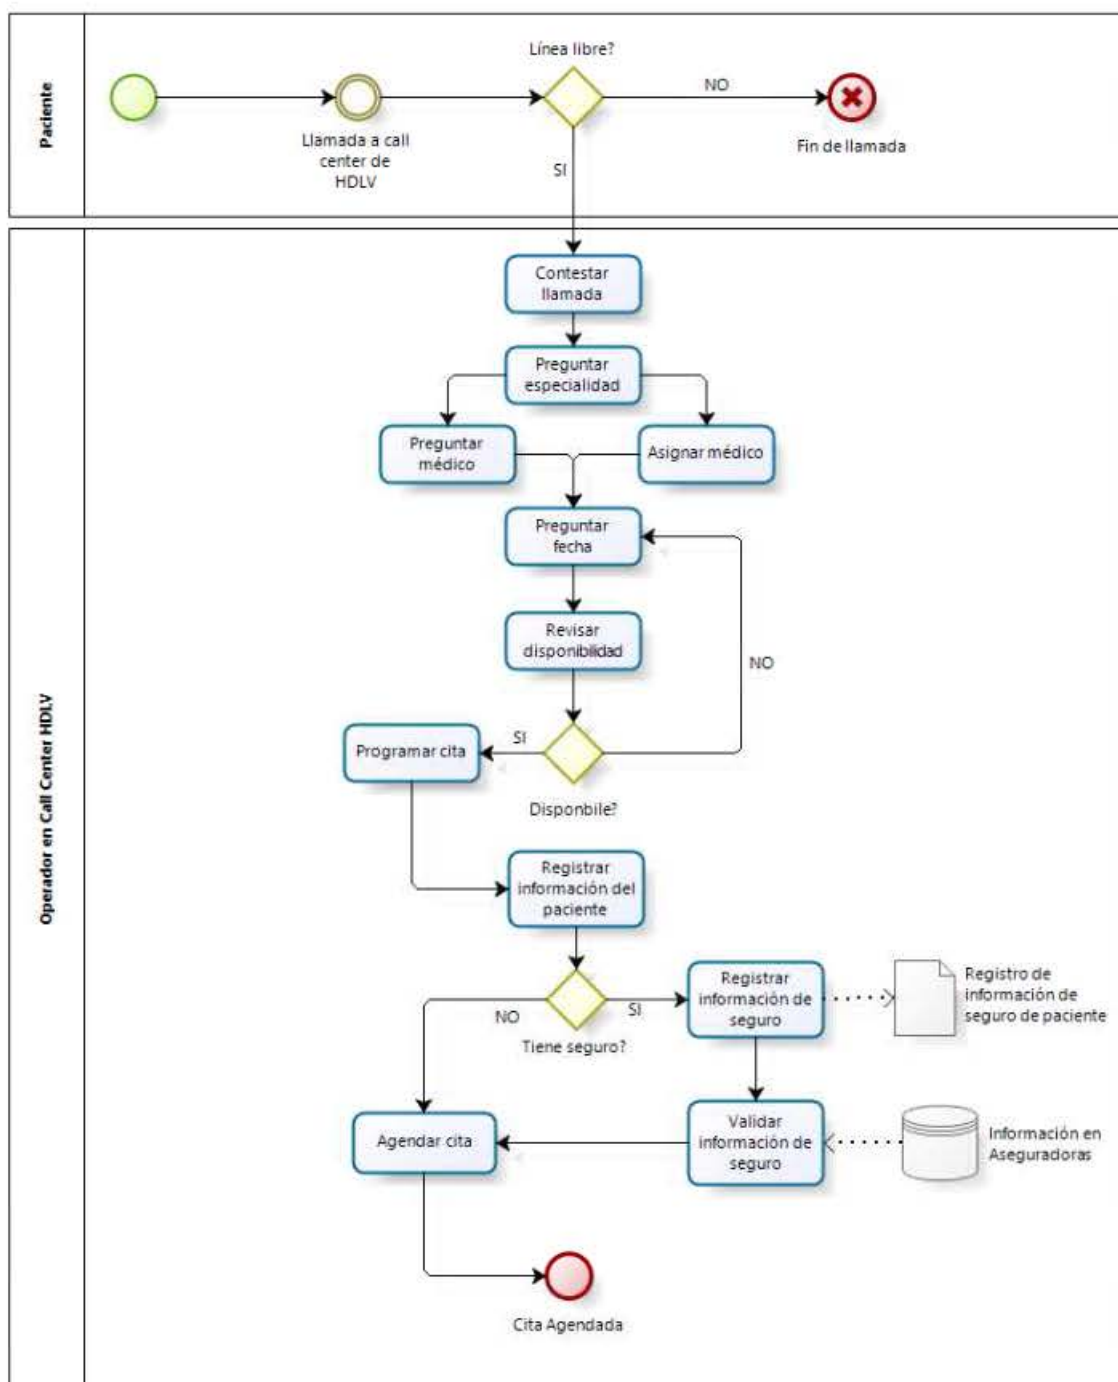 Paciente
Línea libre?
NO
Llamada a call
center de
HDLV
Fin de llamada
SI
Operador en Call Center HDLV
Contestar
llamada
Preguntar
especialidad
Preguntar
médico
Asignar médico
Preguntar
fecha
Revisar
disponibilidad
NO
SI
Programar cita
Disponbile?
Registrar
información del
paciente
Registrar
información de
seguro
Registro de
información de
seguro de paciente
NO
SI
Tiene seguro?
Agendar cita
Validar
información de
seguro
Información en
Aseguradoras
Cita Agendada